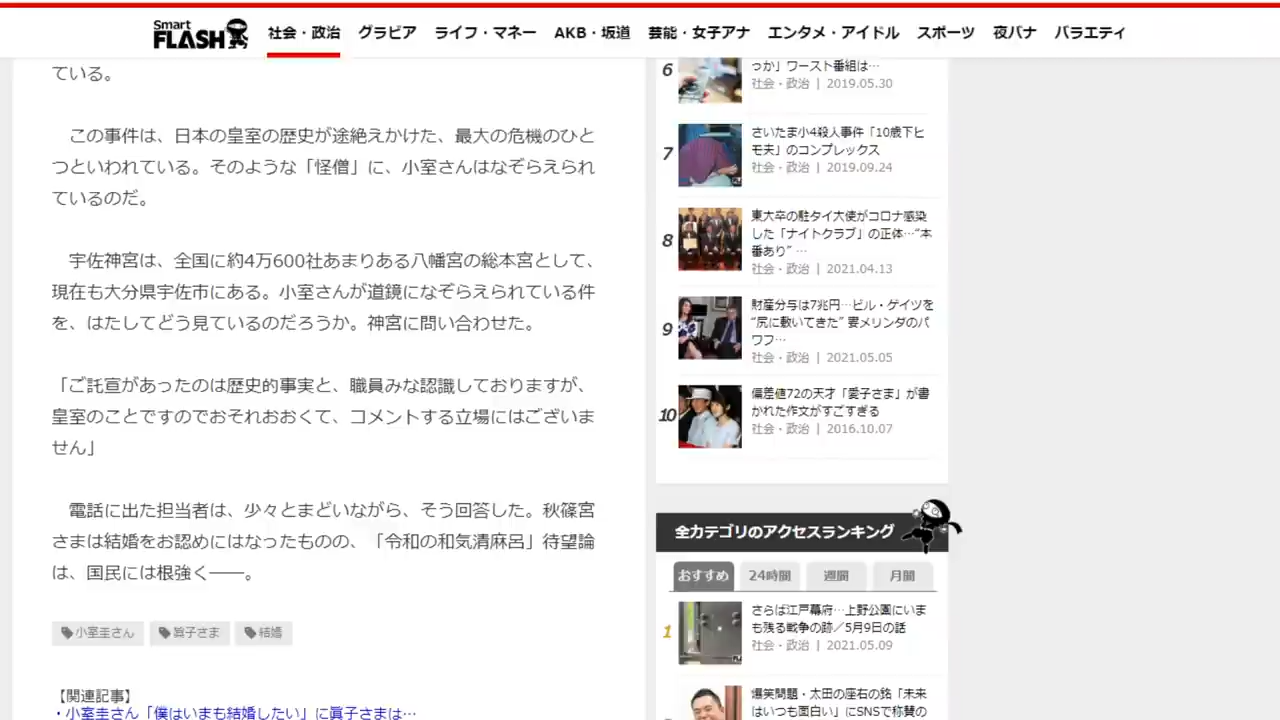 Smart FLASH
社会・政治 グラビア ライフ・マネー AKB・坂道 芸能・女子アナ エンタメ・アイドル スポーツ 夜バナ バラエティ
ている。
この事件は、日本の皇室の歴史が途絶えかけた、最大の危機のひと
つといわれている。そのような「怪僧」に、小室さんはなぞらえられ
ているのだ。
宇佐神宮は、全国に約4万600社あまりある八幡宮の総本宮として、
現在も大分県宇佐市にある。小室さんが道鏡になぞらえられている件
を、はたしてどう見ているのだろうか。神宮に問い合わせた。
「ご託宣があったのは歴史的事実と、職員みな認識しておりますが、
皇室のことですのでおそれおおくて、コメントする立場にはございま
せん」
電話に出た担当者は、少々とまどいながら、そう回答した。秋篠宮
さまは結婚をお認めにはなったものの、「令和の和気清麻呂」待望論
は、国民には根強く――。
小室圭さん 眞子さま 結婚
【関連記事】
・小室圭さん「僕はいまも結婚したい」に眞子さまは…
6
っか」ワースト番組は…
社会・政治 | 2019.05.30
7
さいたま小4殺人事件「10歳下ヒ
モ夫」のコンプレックス
社会・政治 | 2019.09.24
8
東大卒の駐タイ大使がコロナ感染
した「ナイトクラブ」の正体…“本
番あり” …
社会・政治 | 2021.04.13
9
財産分与は7兆円…ビル・ゲイツを
“尻に敷いてきた” 妻メリンダのパ
ワフ…
社会・政治 | 2021.05.05
10
偏差値72の天才「愛子さま」が書
かれた作文がすごすぎる
社会・政治 | 2016.10.07
全カテゴリのアクセスランキング
おすすめ 24時間 週間 月間
1
さらば江戸幕府…上野公園にいま
も残る戦争の跡／5月9日の話
社会・政治 | 2021.05.09
爆笑問題・太田の座右の銘「未来
はいつも面白い」にSNSで称賛の